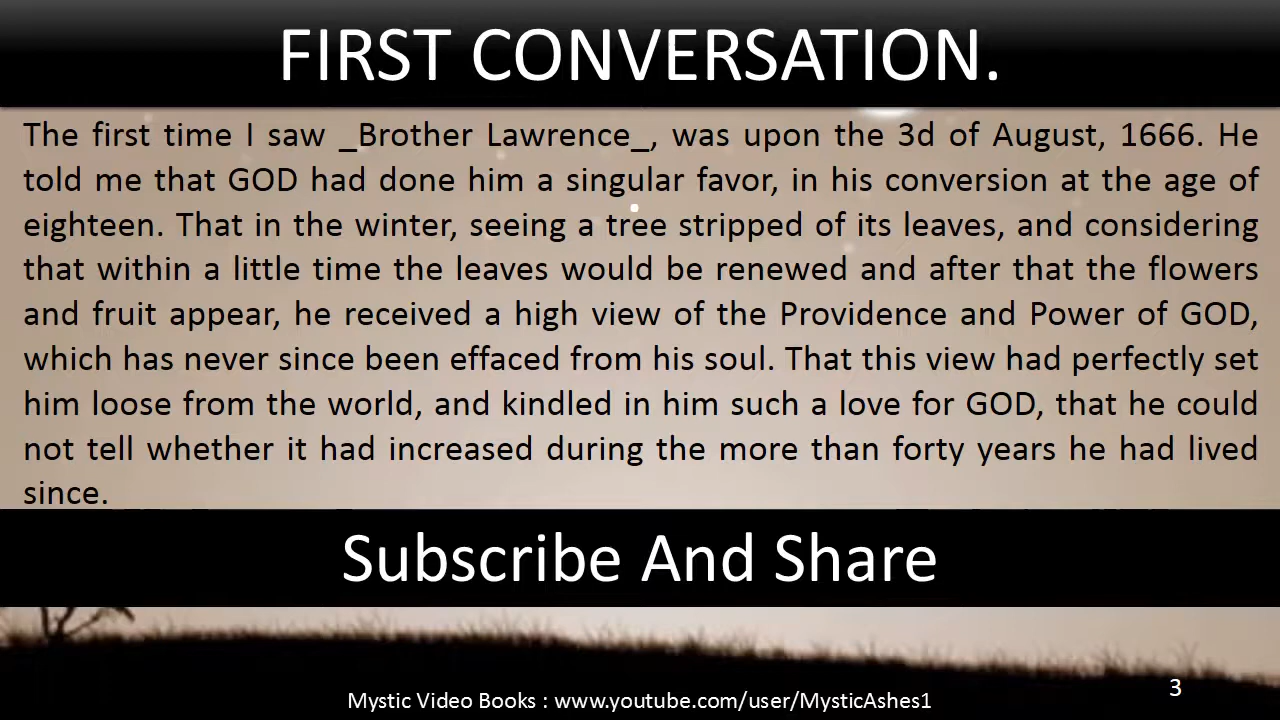 FIRST CONVERSATION.
The first time I saw _Brother Lawrence_, was upon the 3d of August, 1666. He
told me that GOD had done him a singular favor, in his conversion at the age of
eighteen. That in the winter, seeing a tree stripped of its leaves, and considering
that within a little time the leaves would be renewed and after that the flowers
and fruit appear, he received a high view of the Providence and Power of GOD,
which has never since been effaced from his soul. That this view had perfectly set
him loose from the world, and kindled in him such a love for GOD, that he could
not tell whether it had increased during the more than forty years he had lived
since.
Subscribe And Share
3
Mystic Video Books : www.youtube.com/user/MysticAshes1